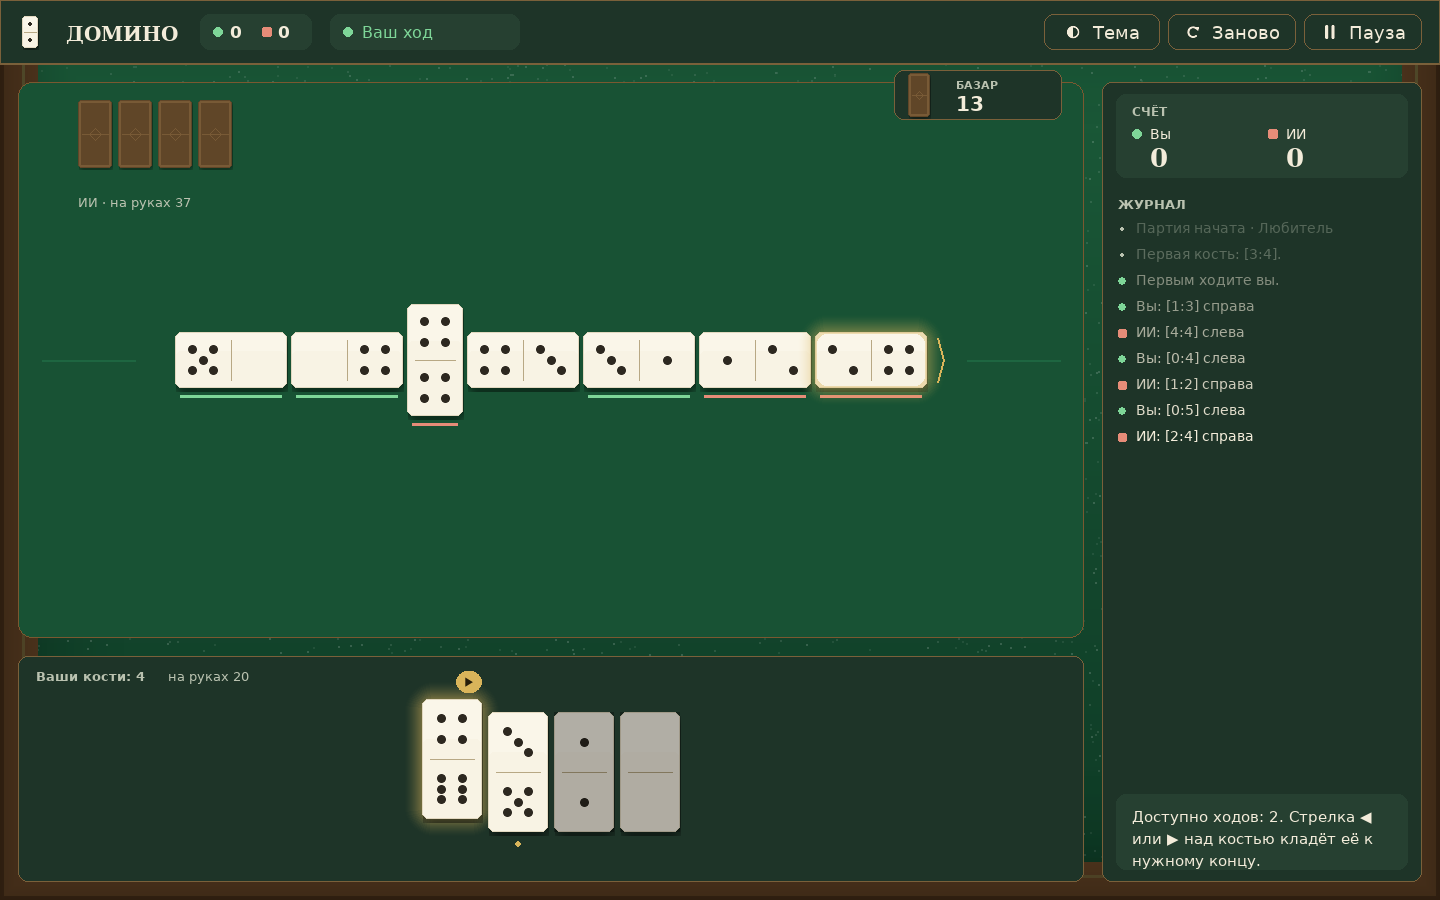 ДОМИНО
0 0
Ваш ход
Тема
Заново
Пауза
БАЗАР
13
ИИ · на руках 37
СЧЁТ
Вы ИИ
0 0
ЖУРНАЛ
Партия начата · Любитель
Первая кость: [3:4].
Первым ходите вы.
Вы: [1:3] справа
ИИ: [4:4] слева
Вы: [0:4] слева
ИИ: [1:2] справа
Вы: [0:5] слева
ИИ: [2:4] справа
Ваши кости: 4 на руках 20
Доступно ходов: 2. Стрелка ◀
или ▶ над костью кладёт её к
нужному концу.